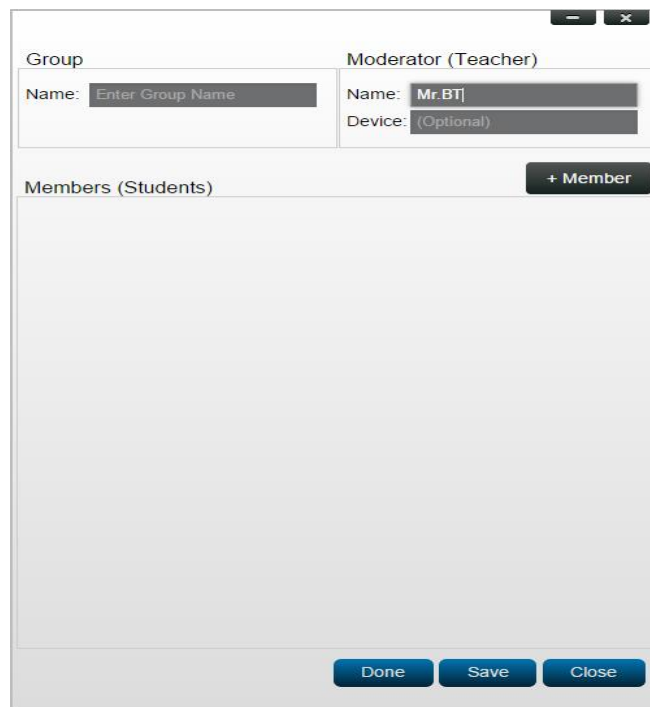 Group
Name: Enter Group Name
Moderator (Teacher)
Name: Mr.BT
Device: (Optional)
Members (Students)
+ Member
Done Save Close